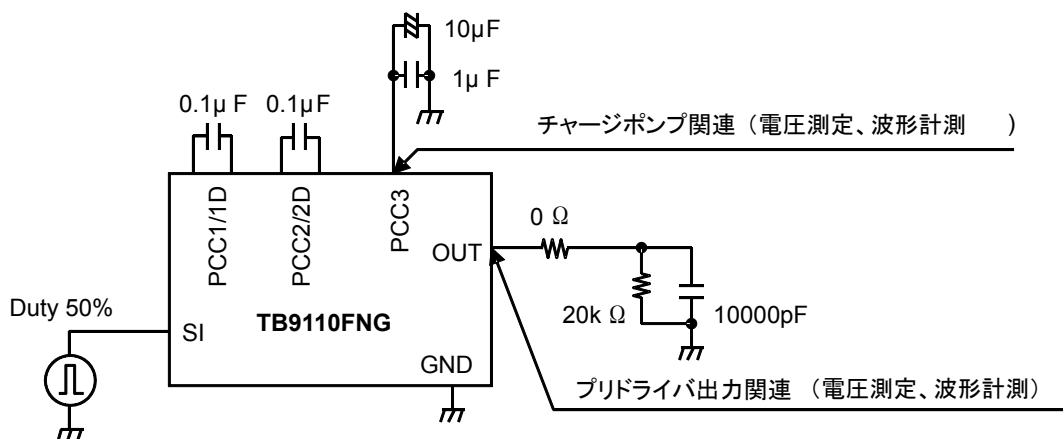 10μF
1μ F
0.1μ F 0.1μF
チャージポンプ関連 (電圧測定、波形計測 )
PCC1/1D
PCC2/2D
PCC3
0 Ω
OUT
Duty 50%
SI
TB9110FNG
20k Ω
10000pF
GND
プリドライバ出力関連 (電圧測定、波形計測)